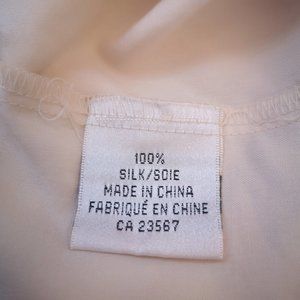 100%
SILK/SOIE
MADE IN CHINA
FABRIQUÉ EN CHINE
CA 23567